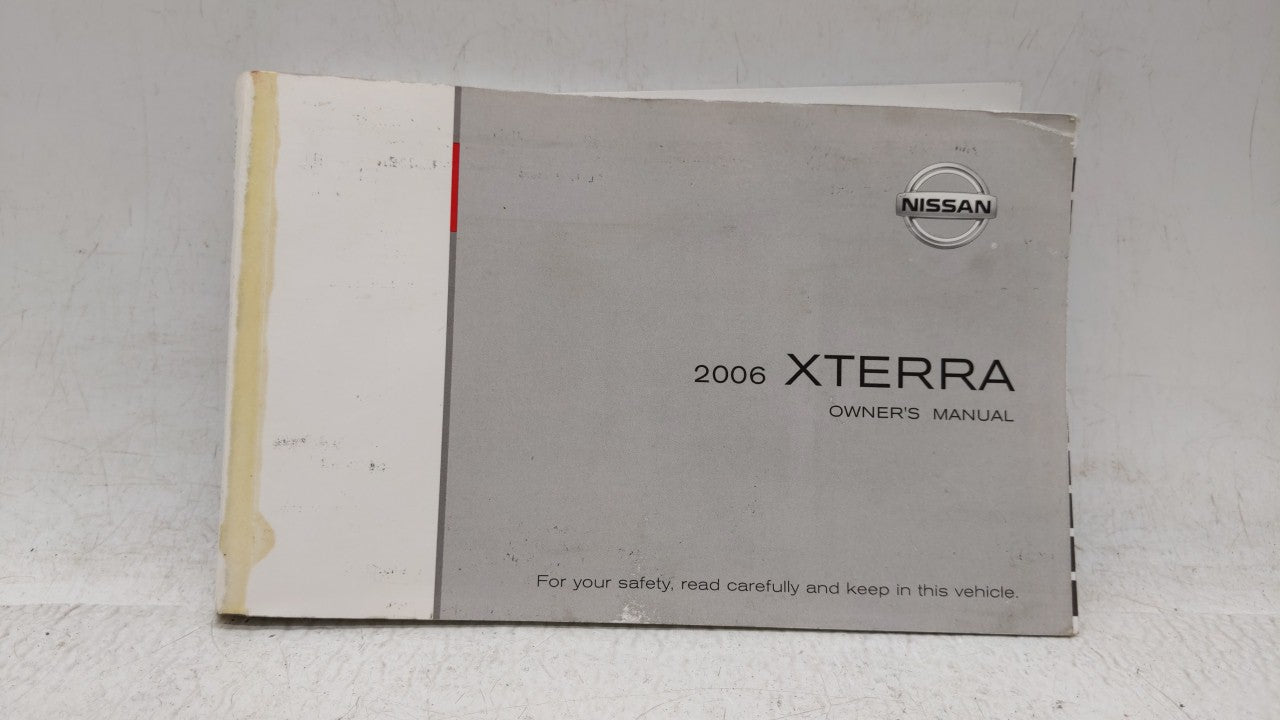 NISSAN
2006 XTERRA
OWNER'S MANUAL
For your safety, read carefully and keep in this vehicle.